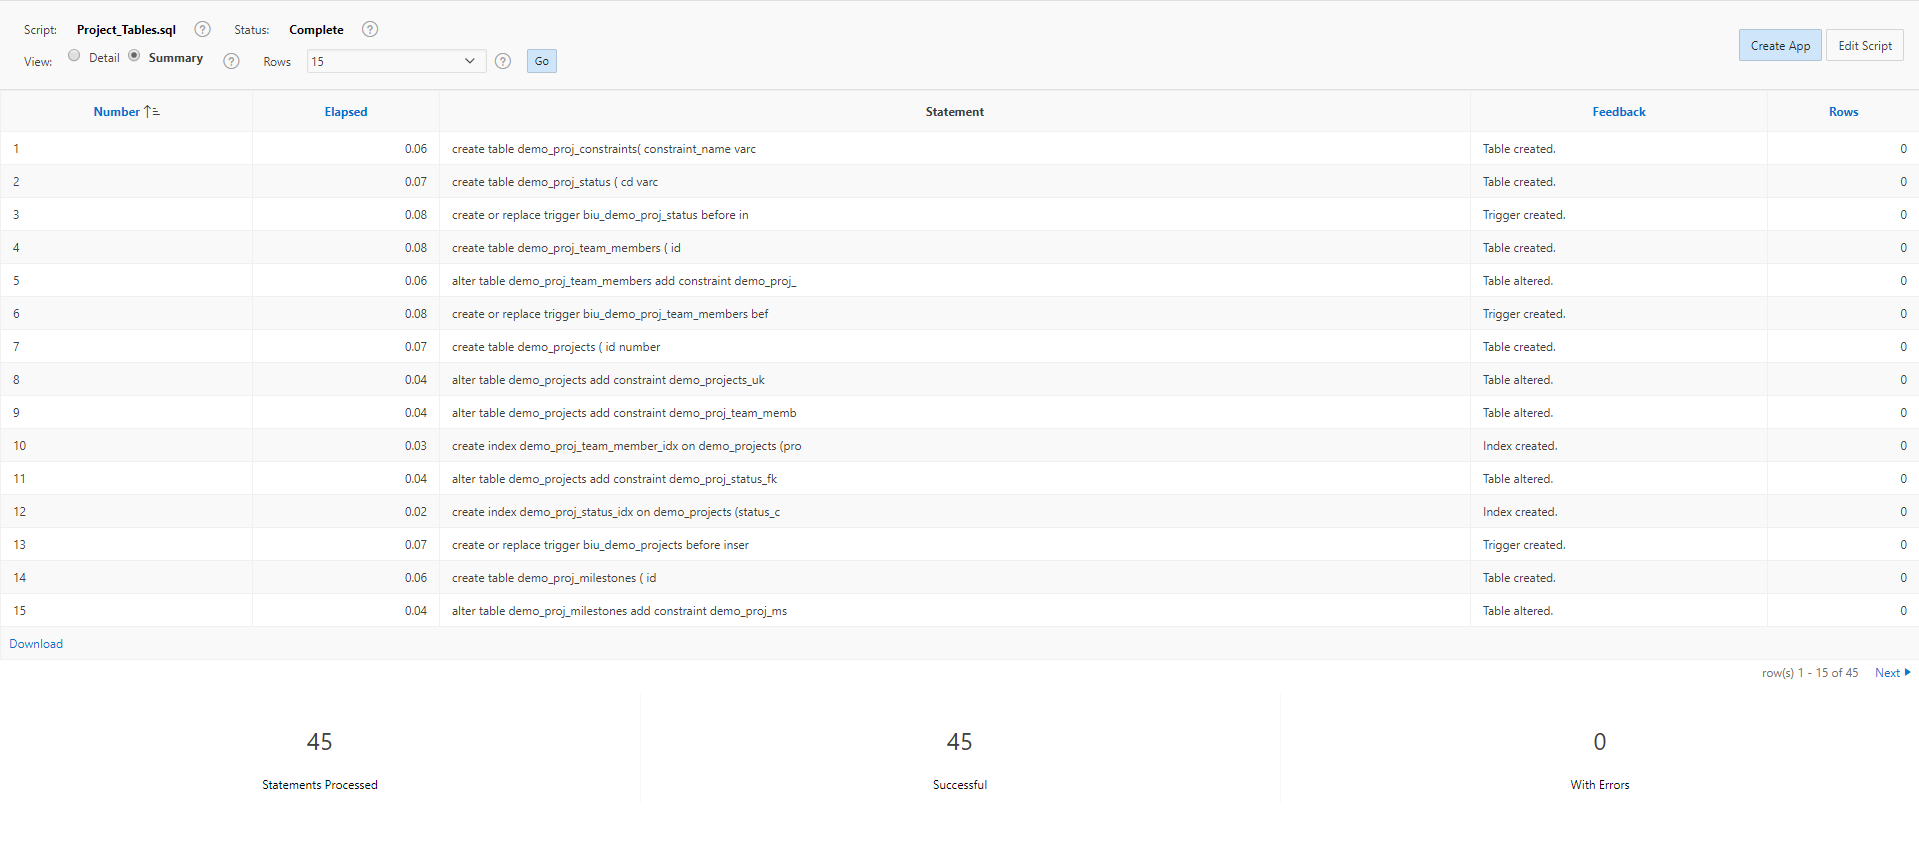 Script: Project_Tables.sql ? Status: Complete ?
View: Detail Summary ? Rows 15 ? Go
Create App Edit Script
Number Elapsed Statement Feedback Rows
1 0.06 create table demo_proj_constraints( constraint_name varc Table created. 0
2 0.07 create table demo_proj_status ( cd varc Table created. 0
3 0.08 create or replace trigger biu_demo_proj_status before in Trigger created. 0
4 0.08 create table demo_proj_team_members ( id Table created. 0
5 0.06 alter table demo_proj_team_members add constraint demo_proj_ Table altered. 0
6 0.08 create or replace trigger biu_demo_proj_team_members bef Trigger created. 0
7 0.07 create table demo_projects ( id number Table created. 0
8 0.04 alter table demo_projects add constraint demo_projects_uk Table altered. 0
9 0.04 alter table demo_projects add constraint demo_proj_team_memb Table altered. 0
10 0.03 create index demo_proj_team_member_idx on demo_projects (pro Index created. 0
11 0.04 alter table demo_projects add constraint demo_proj_status_fk Table altered. 0
12 0.02 create index demo_proj_status_idx on demo_projects (status_c Index created. 0
13 0.07 create or replace trigger biu_demo_projects before inser Trigger created. 0
14 0.06 create table demo_proj_milestones ( id Table created. 0
15 0.04 alter table demo_proj_milestones add constraint demo_proj_ms Table altered. 0
Download
row(s) 1 - 15 of 45 Next
45 45 0
Statements Processed Successful With Errors